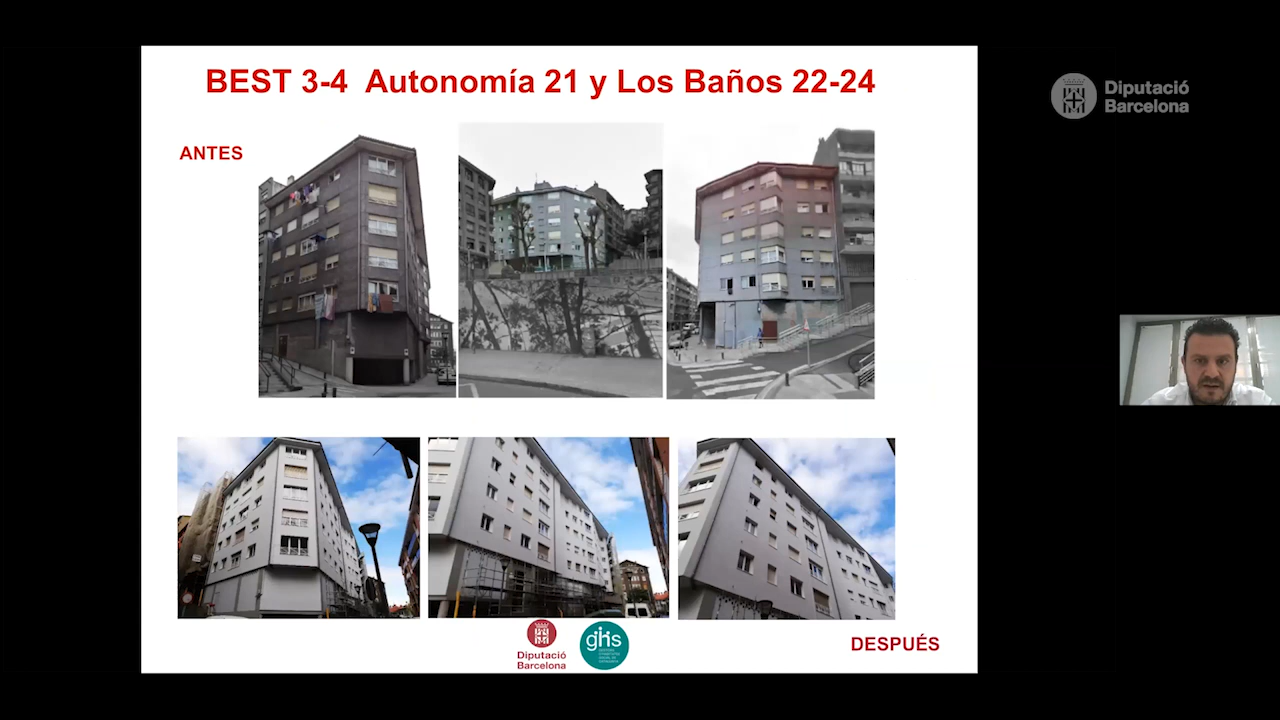 BEST 3-4 Autonomía 21 y Los Baños 22-24
Diputació
Barcelona
ANTES
Diputació
Barcelona
ghs
DESPUÉS